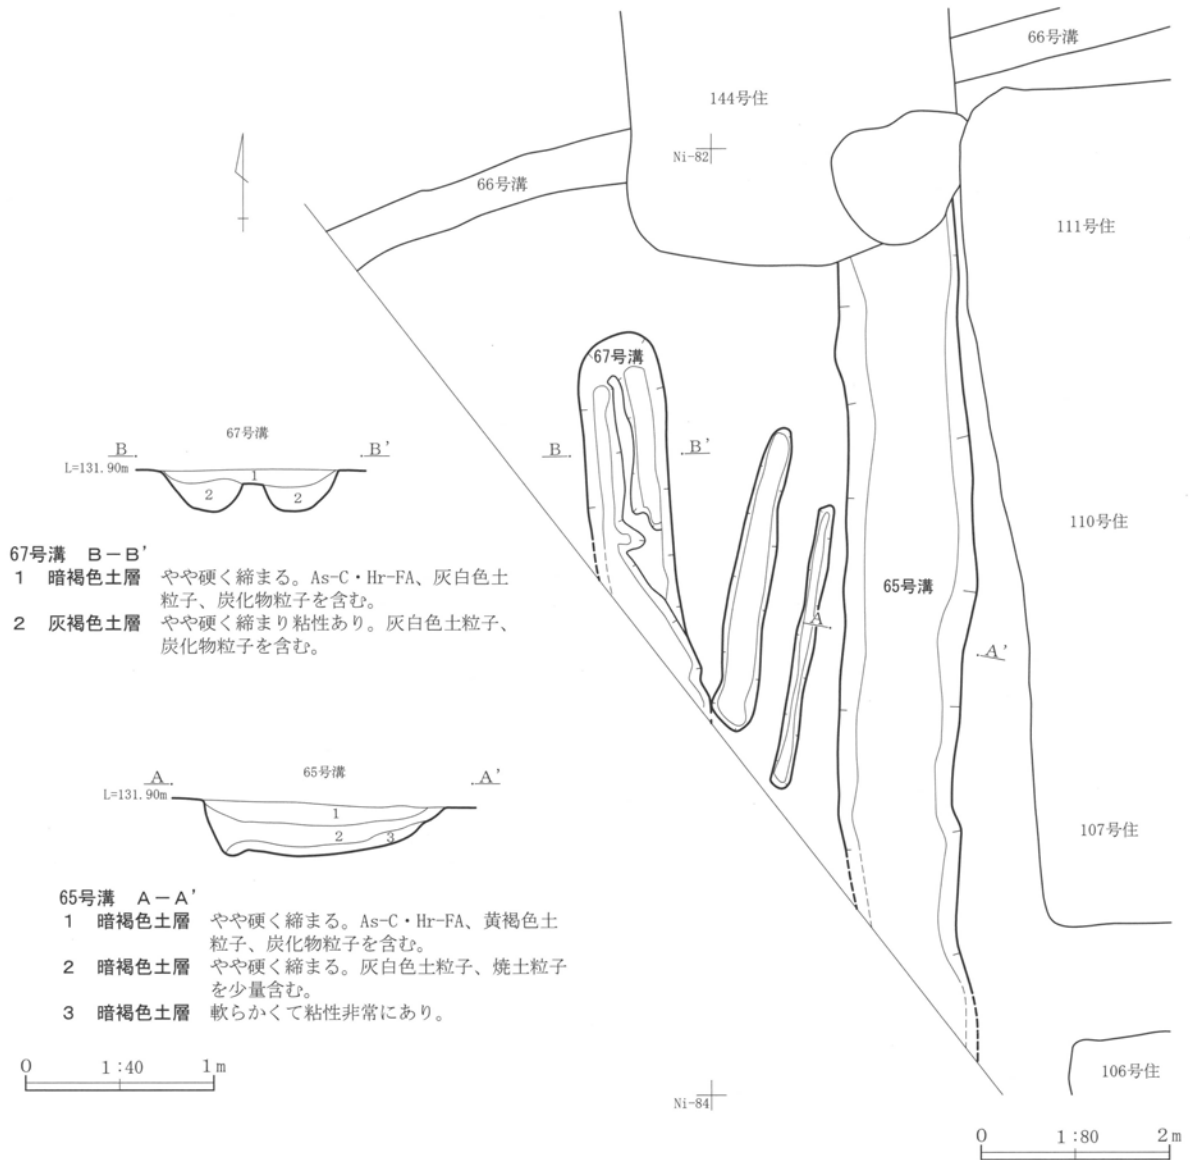 66号溝
144号住
Ni-82
66号溝
111号住
67号溝
67号溝
B B'
L=131.90m
1
2 2
B B'
67号溝 B−B'
1 暗褐色土層 やや硬く締まる。As-C・Hr-FA、灰白色土
粒子、炭化物粒子を含む。
2 灰褐色土層 やや硬く締まり粘性あり。灰白色土粒子、
炭化物粒子を含む。
110号住
65号溝
A
A'
65号溝
A A'
L=131.90m
1
2 3
107号住
65号溝 A−A'
1 暗褐色土層 やや硬く締まる。As-C・Hr-FA、黄褐色土
粒子、炭化物粒子を含む。
2 暗褐色土層 やや硬く締まる。灰白色土粒子、焼土粒子
を少量含む。
3 暗褐色土層 軟らかくて粘性非常にあり。
0 1:40 1m
106号住
Ni-84
0 1:80 2m